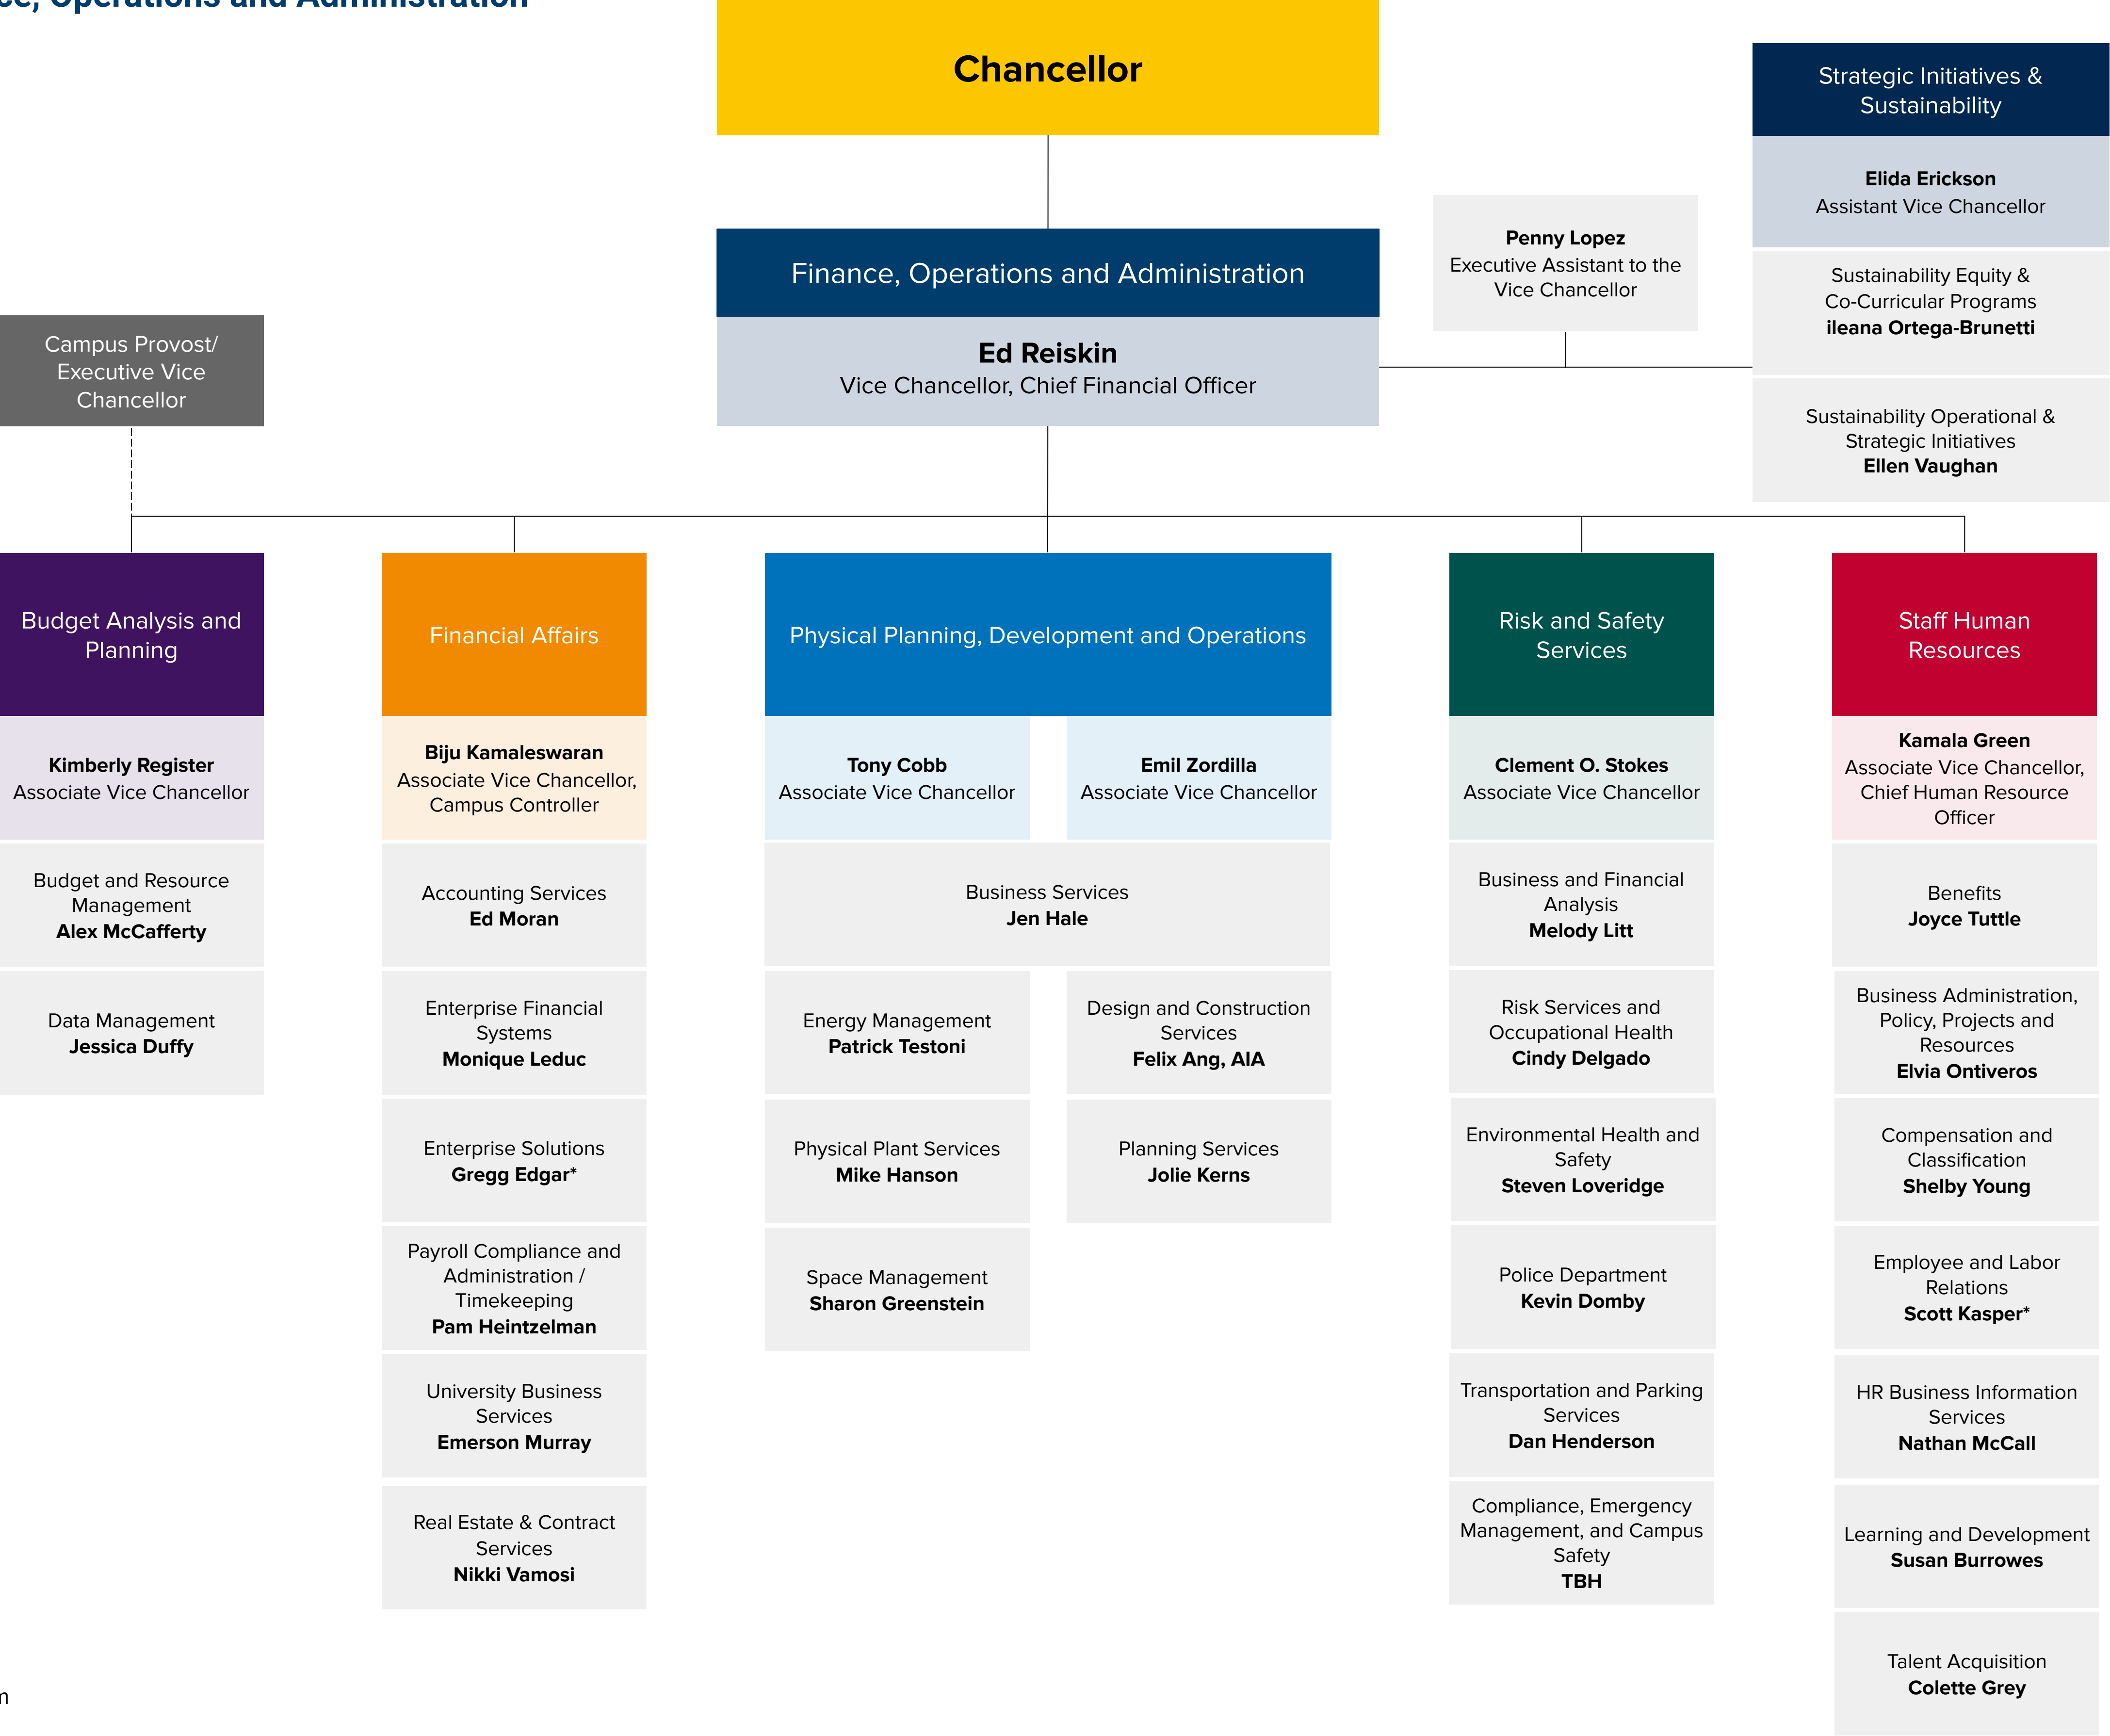 Operations and Administration
Chancellor
Strategic Initiatives &
Sustainability
Elida Erickson
Assistant Vice Chancellor
Sustainability Equity &
Co-Curricular Programs
ileana Ortega-Brunetti
Sustainability Operational &
Strategic Initiatives
Ellen Vaughan
Penny Lopez
Executive Assistant to the
Vice Chancellor
Finance, Operations and Administration
Ed Reiskin
Vice Chancellor, Chief Financial Officer
Campus Provost/
Executive Vice
Chancellor
Budget Analysis and
Planning
Kimberly Register
Associate Vice Chancellor
Budget and Resource
Management
Alex McCafferty
Data Management
Jessica Duffy
Financial Affairs
Biju Kamaleswaran
Associate Vice Chancellor,
Campus Controller
Accounting Services
Ed Moran
Enterprise Financial
Systems
Monique Leduc
Enterprise Solutions
Gregg Edgar*
Payroll Compliance and
Administration /
Timekeeping
Pam Heintzelman
University Business
Services
Emerson Murray
Real Estate & Contract
Services
Nikki Vamosi
Physical Planning, Development and Operations
Tony Cobb
Associate Vice Chancellor
Emil Zordilla
Associate Vice Chancellor
Business Services
Jen Hale
Energy Management
Patrick Testoni
Physical Plant Services
Mike Hanson
Space Management
Sharon Greenstein
Design and Construction
Services
Felix Ang, AIA
Planning Services
Jolie Kerns
Risk and Safety
Services
Clement O. Stokes
Associate Vice Chancellor
Business and Financial
Analysis
Melody Litt
Risk Services and
Occupational Health
Cindy Delgado
Environmental Health and
Safety
Steven Loveridge
Police Department
Kevin Domby
Transportation and Parking
Services
Dan Henderson
Compliance, Emergency
Management, and Campus
Safety
TBH
Staff Human
Resources
Kamala Green
Associate Vice Chancellor,
Chief Human Resource
Officer
Benefits
Joyce Tuttle
Business Administration,
Policy, Projects and
Resources
Elvia Ontiveros
Compensation and
Classification
Shelby Young
Employee and Labor
Relations
Scott Kasper*
HR Business Information
Services
Nathan McCall
Learning and Development
Susan Burrowes
Talent Acquisition
Colette Grey